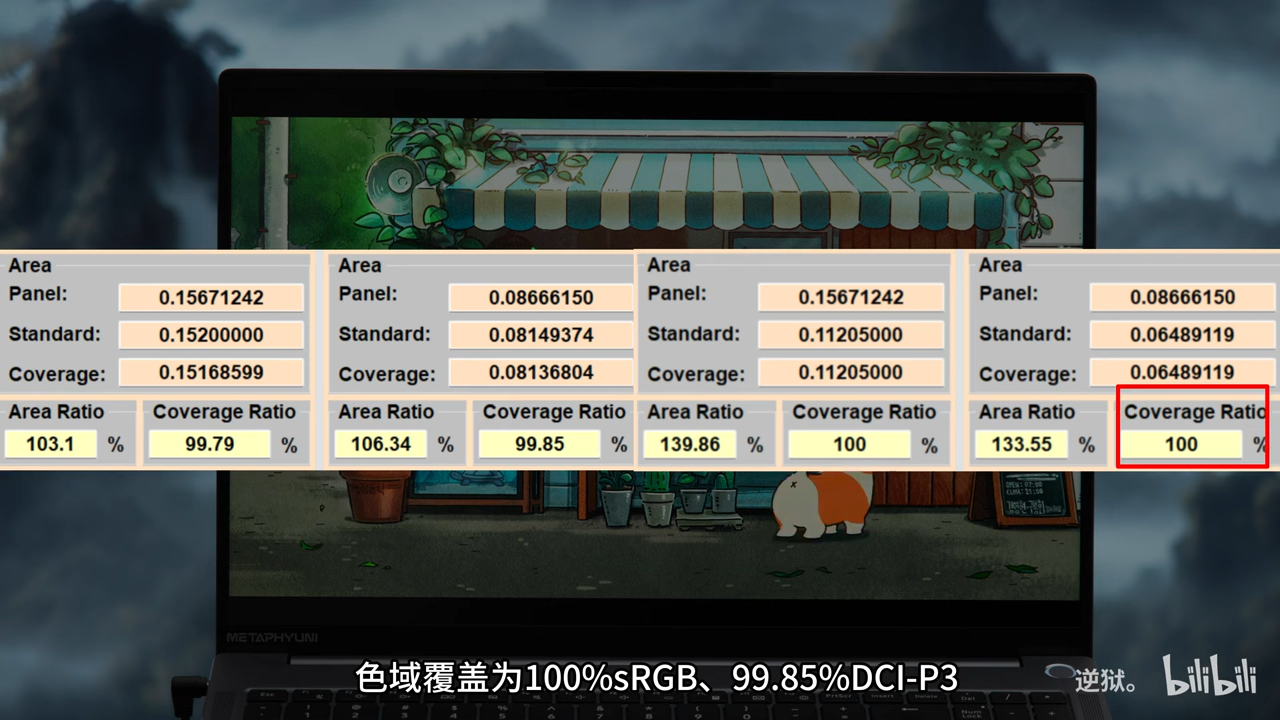 Area
Panel: 0.15671242
Standard: 0.15200000
Coverage: 0.15168599
Area Ratio Coverage Ratio
103.1 % 99.79 %
Area
Panel: 0.08666150
Standard: 0.08149374
Coverage: 0.08136804
Area Ratio Coverage Ratio
106.34 % 99.85 %
Area
Panel: 0.15671242
Standard: 0.11205000
Coverage: 0.11205000
Area Ratio Coverage Ratio
139.86 % 100 %
Area
Panel: 0.08666150
Standard: 0.06489119
Coverage: 0.06489119
Area Ratio Coverage Ratio
133.55 % 100 %
METAPHYUNI
色域覆盖为100%sRGB、99.85%DCI-P3
逆狱。 bilibili